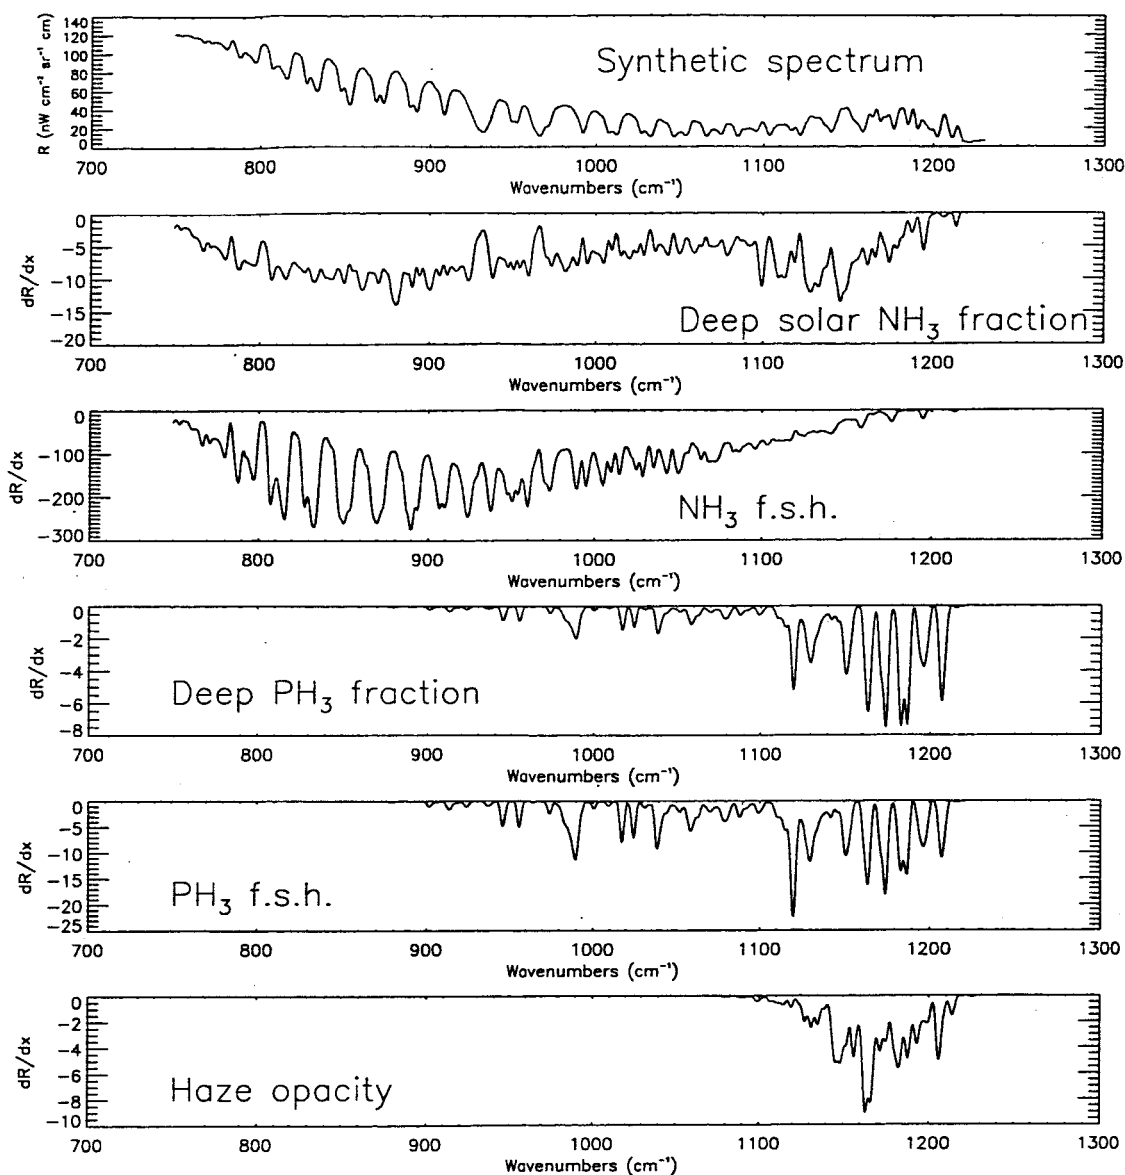 140
120
100
80
60
40
20
0
R (nW cm⁻² sr⁻¹ cm)
Synthetic spectrum
700 800 900 1000 1100 1200 1300
Wavenumbers (cm⁻¹)
0
−5
−10
−15
−20
dR/dx
Deep solar NH₃ fraction
700 800 900 1000 1100 1200 1300
Wavenumbers (cm⁻¹)
0
−100
−200
−300
dR/dx
NH₃ f.s.h.
700 800 900 1000 1100 1200 1300
Wavenumbers (cm⁻¹)
0
−2
−4
−6
−8
dR/dx
Deep PH₃ fraction
700 800 900 1000 1100 1200 1300
Wavenumbers (cm⁻¹)
0
−5
−10
−15
−20
−25
dR/dx
PH₃ f.s.h.
700 800 900 1000 1100 1200 1300
Wavenumbers (cm⁻¹)
0
−2
−4
−6
−8
−10
dR/dx
Haze opacity
700 800 900 1000 1100 1200 1300
Wavenumbers (cm⁻¹)